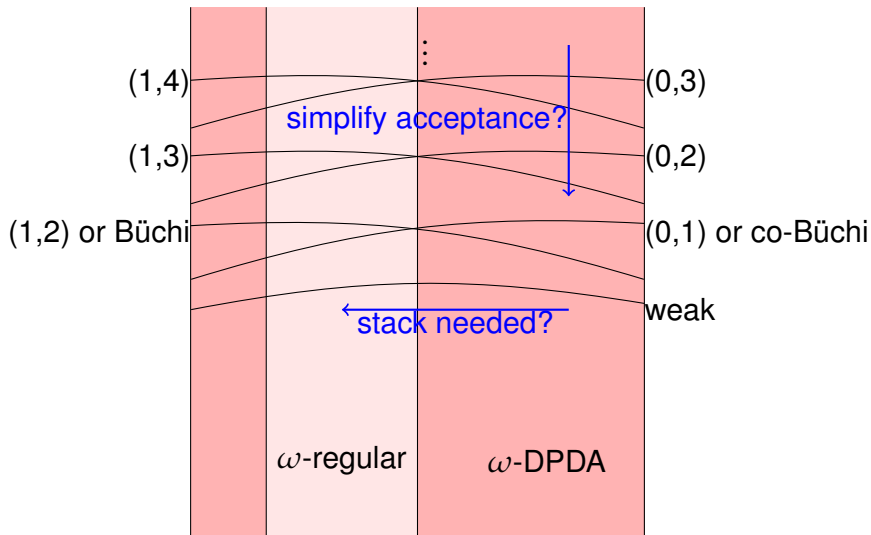 ⋮
(1,4)
(0,3)
simplify acceptance?
(1,3)
(0,2)
(1,2) or Büchi
(0,1) or co-Büchi
weak
stack needed?
ω-regular
ω-DPDA